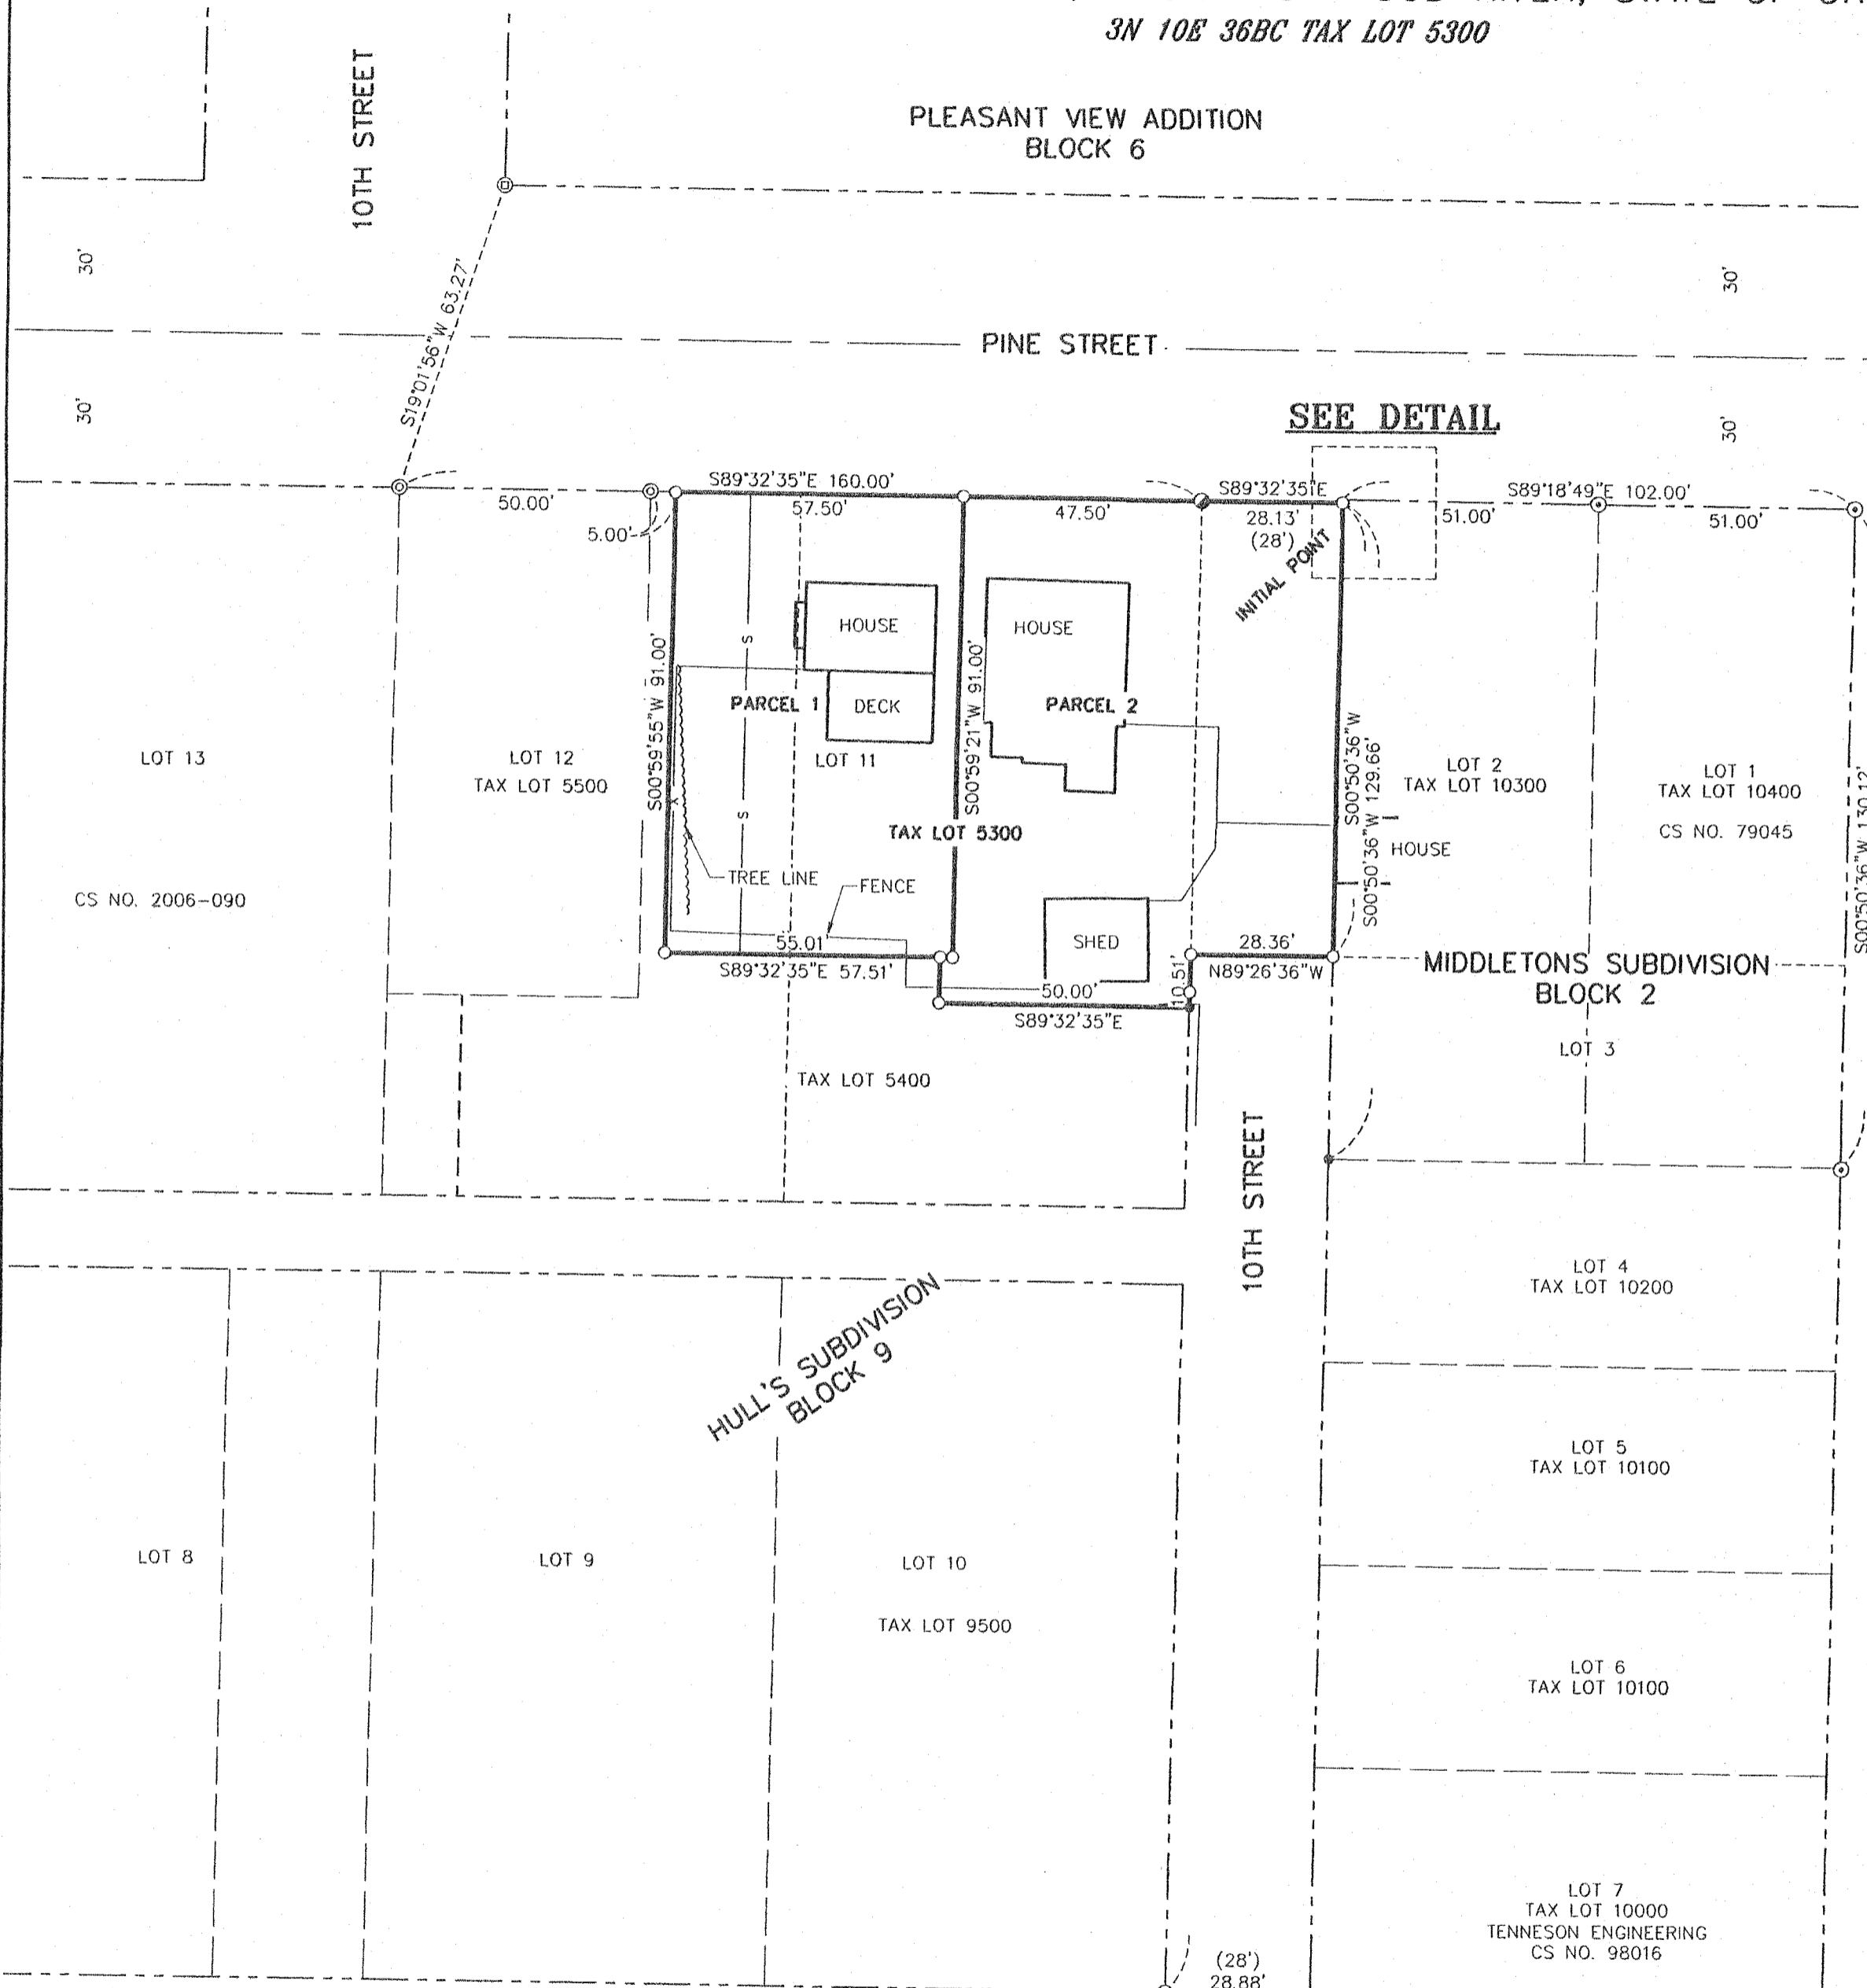 3N 10E 36BC TAX LOT 5300
PLEASANT VIEW ADDITION
BLOCK 6
10TH STREET
30'
30'
S19°01'56"W 63.27'
PINE STREET
30'
30'
SEE DETAIL
S89°32'35"E 160.00'
S89°32'35"E
S89°18'49"E 102.00'
50.00'
57.50'
47.50'
28.13'
(28')
51.00'
51.00'
5.00'
INITIAL POINT
HOUSE
HOUSE
S
S00°59'55"W 91.00'
S00°59'21"W 91.00'
PARCEL 1
DECK
PARCEL 2
LOT 13
LOT 12
TAX LOT 5500
LOT 11
S00°50'36"W
S00°50'36"W 129.66'
LOT 2
TAX LOT 10300
LOT 1
TAX LOT 10400
CS NO. 79045
S00°50'36"W 130.12'
X
S
TAX LOT 5300
HOUSE
TREE LINE
FENCE
CS NO. 2006-090
55.01'
SHED
28.36'
S89°32'35"E 57.51'
N89°26'36"W
10.51'
50.00'
S89°32'35"E
MIDDLETONS SUBDIVISION
BLOCK 2
LOT 3
TAX LOT 5400
10TH STREET
LOT 4
TAX LOT 10200
HULL'S SUBDIVISION
BLOCK 9
LOT 5
TAX LOT 10100
LOT 8
LOT 9
LOT 10
TAX LOT 9500
LOT 6
TAX LOT 10100
LOT 7
TAX LOT 10000
TENNESON ENGINEERING
CS NO. 98016
(28')
28.88'